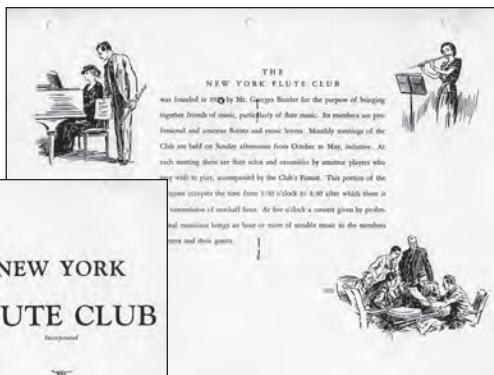 THE
NEW YORK FLUTE CLUB
was founded in by Mr. Georges Barrère for the purpose of bringing
together friends of music, particularly of flute music. Its members are pro-
fessional and amateur flutists and music lovers. Monthly meetings of the
Club are held on Sunday afternoons from October to May, inclusive. At
each meeting there are flute solos and ensembles by amateur players who
may wish to play, accompanied by the Club's Pianist. This portion of the
occupies the time from 3:30 o'clock to 4:30 after which there is
intermission of one-half hour. At five o'clock a concert given by profes-
musicians brings an hour or more of notable music to the members
and their guests.
NEW YORK
UTE CLUB
Incorporated